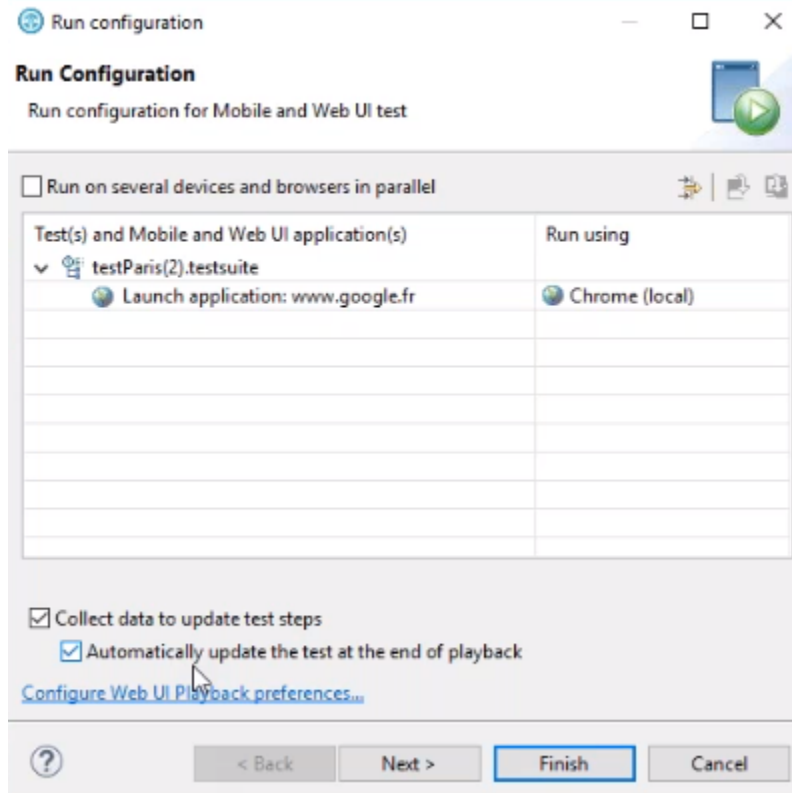 Run configuration
Run Configuration
Run configuration for Mobile and Web UI test
Run on several devices and browsers in parallel
Test(s) and Mobile and Web UI application(s) Run using
testParis(2).testsuite
Launch application: www.google.fr Chrome (local)
Collect data to update test steps
Automatically update the test at the end of playback
Configure Web UI Playback preferences...
? < Back Next > Finish Cancel